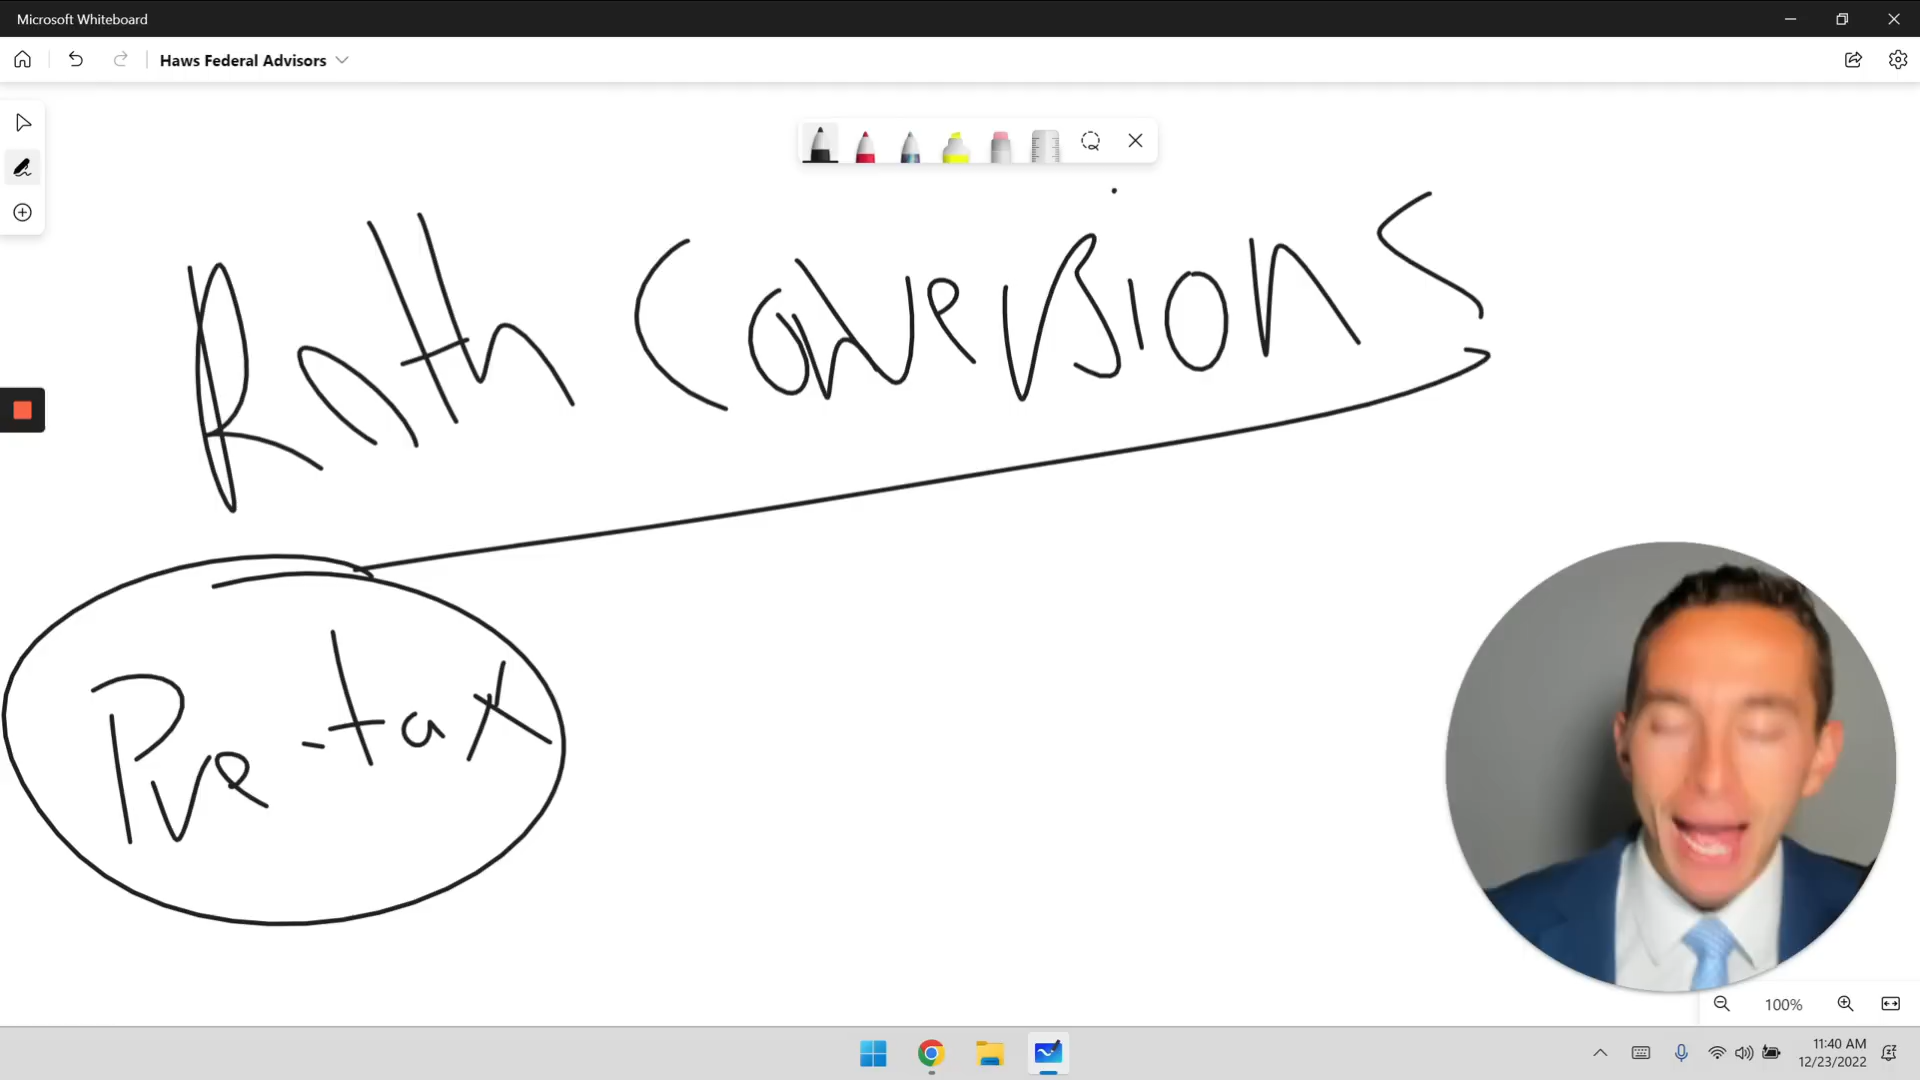 Microsoft Whiteboard
Haws Federal Advisors
Roth Conversions
Pre-tax
100%
11:40 AM
12/23/2022